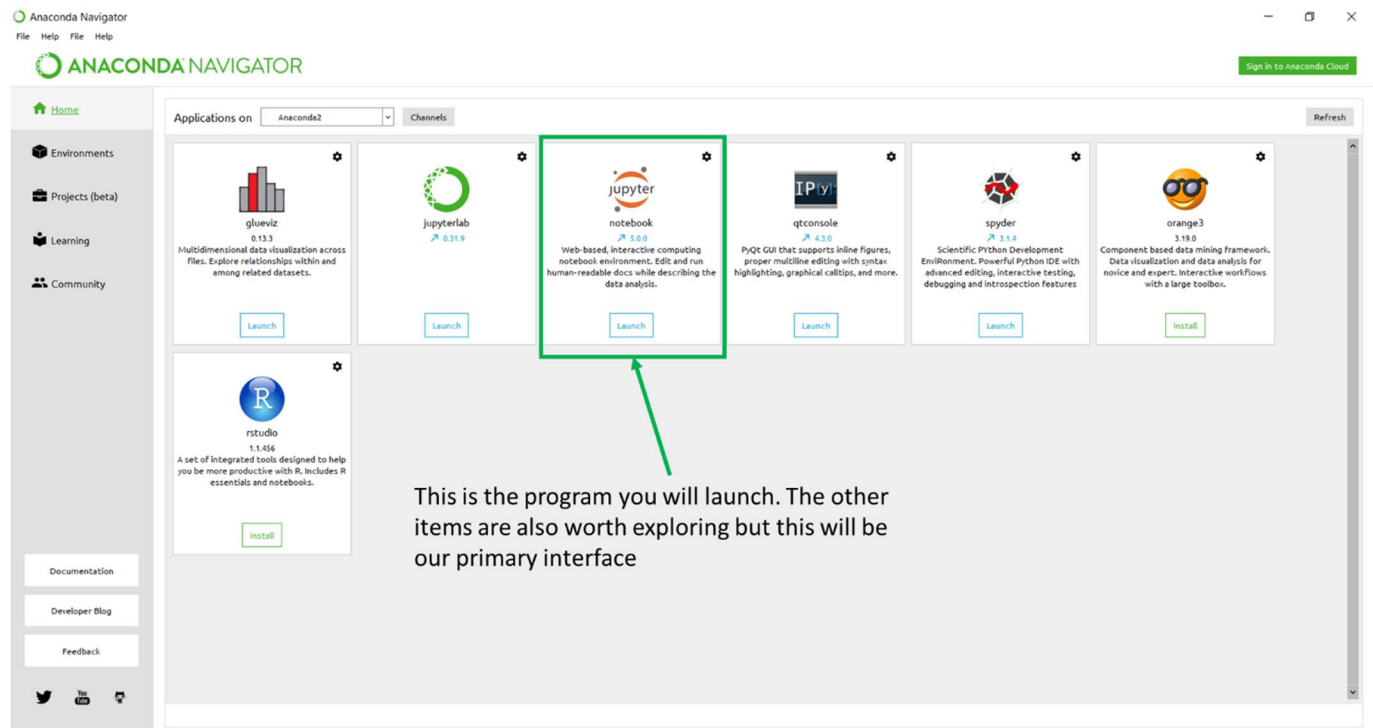 Anaconda Navigator
File Help File Help
ANACONDA NAVIGATOR
Sign in to Anaconda Cloud
Home
Environments
Projects (beta)
Learning
Community
Documentation
Developer Blog
Feedback
You
Tube
Applications on
Anaconda2
Channels
Refresh
glueviz
0.13.3
Multidimensional data visualization across
files. Explore relationships within and
among related datasets.
Launch
jupyterlab
0.31.9
Launch
jupyter
notebook
5.0.0
Web-based, interactive computing
notebook environment. Edit and run
human-readable docs while describing the
data analysis.
Launch
IP[y]:
qtconsole
4.3.0
PyQt GUI that supports inline figures,
proper multiline editing with syntax
highlighting, graphical calltips, and more.
Launch
spyder
3.1.4
Scientific PYthon Development
EnviRonment. Powerful Python IDE with
advanced editing, interactive testing,
debugging and introspection features
Launch
orange3
3.19.0
Component based data mining framework.
Data visualization and data analysis for
novice and expert. Interactive workflows
with a large toolbox.
Install
R
rstudio
1.1.456
A set of integrated tools designed to help
you be more productive with R. Includes R
essentials and notebooks.
Install
This is the program you will launch. The other
items are also worth exploring but this will be
our primary interface